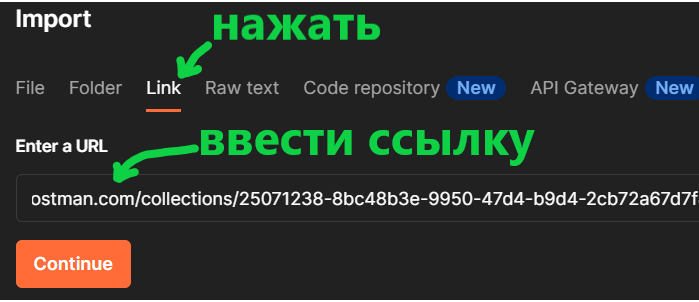 Import
нажать
File Folder Link Raw text Code repository New API Gateway New
Enter a URL
ввести ссылку
ostman.com/collections/25071238-8bc48b3e-9950-47d4-b9d4-2cb72a67d7f
Continue